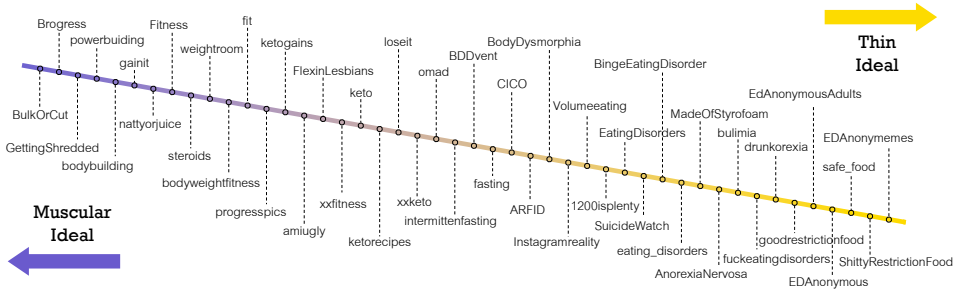 Brogress
powerbuiding
gainit
Fitness
weightroom
fit
ketogains
FlexinLesbians
keto
loseit
omad
BDDvent
BodyDysmorphia
CICO
Volumeeating
BingeEatingDisorder
EatingDisorders
MadeOfStyrofoam
bulimia
drunkorexia
EdAnonymousAdults
safe_food
EDAnonymemes
Thin
Ideal
BulkOrCut
GettingShredded
bodybuilding
nattyorjuice
steroids
bodyweightfitness
progresspics
amiugly
xxfitness
ketorecipes
xxketo
intermittenfasting
fasting
ARFID
Instagramreality
1200isplenty
SuicideWatch
eating_disorders
AnorexiaNervosa
fuckeatingdisorders
goodrestrictionfood
EDAnonymous
ShittyRestrictionFood
Muscular
Ideal